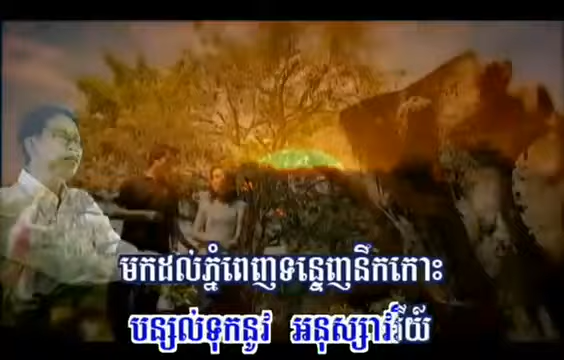 មកដល់ភ្នំពេញទន្ទេញនឹកកោះ
បន្សល់ទុកនូវ អនុស្សាវរីយ៍